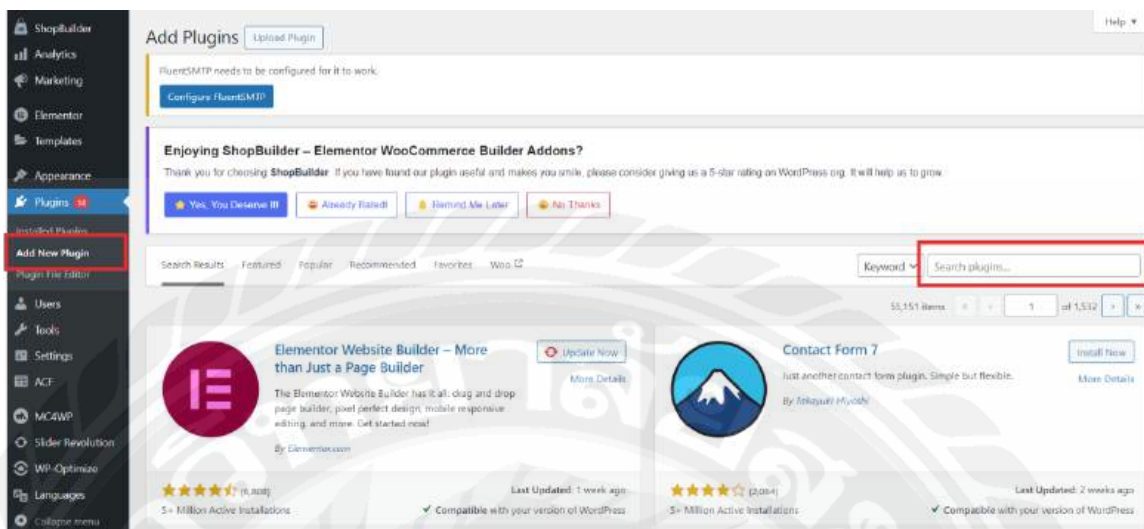 ShopBuilder
Analytics
Marketing
Elementor
Templates
Appearance
Plugins
Installed Plugins
Add New Plugin
Plugin File Editor
Users
Tools
Settings
ACF
MC4WP
Slider Revolution
WP-Optimize
Languages
Collapse menu
Help
Add Plugins Upload Plugin
FluentSMTP needs to be configured for it to work.
Configure FluentSMTP
Enjoying ShopBuilder – Elementor WooCommerce Builder Addons?
Thank you for choosing ShopBuilder. If you have found our plugin useful and makes you smile, please consider giving us a 5-star rating on WordPress.org. It will help us to grow.
Yes, You Deserve It! Already Rated! Remind Me Later No Thanks
Search Results Featured Popular Recommended Favorites Woo Keyword Search plugins...
55,151 items « ‹ 1 of 1,532 › »
Elementor Website Builder – More
than Just a Page Builder
Update Now
More Details
The Elementor Website Builder has it all: drag and drop
page builder, pixel perfect design, mobile responsive
editing, and more. Get started now!
By Elementor.com
Last Updated: 1 week ago
5+ Million Active Installations
Compatible with your version of WordPress
Contact Form 7
Install Now
Just another contact form plugin. Simple but flexible.
More Details
By Takayuki Miyoshi
Last Updated: 2 weeks ago
5+ Million Active Installations
Compatible with your version of WordPress